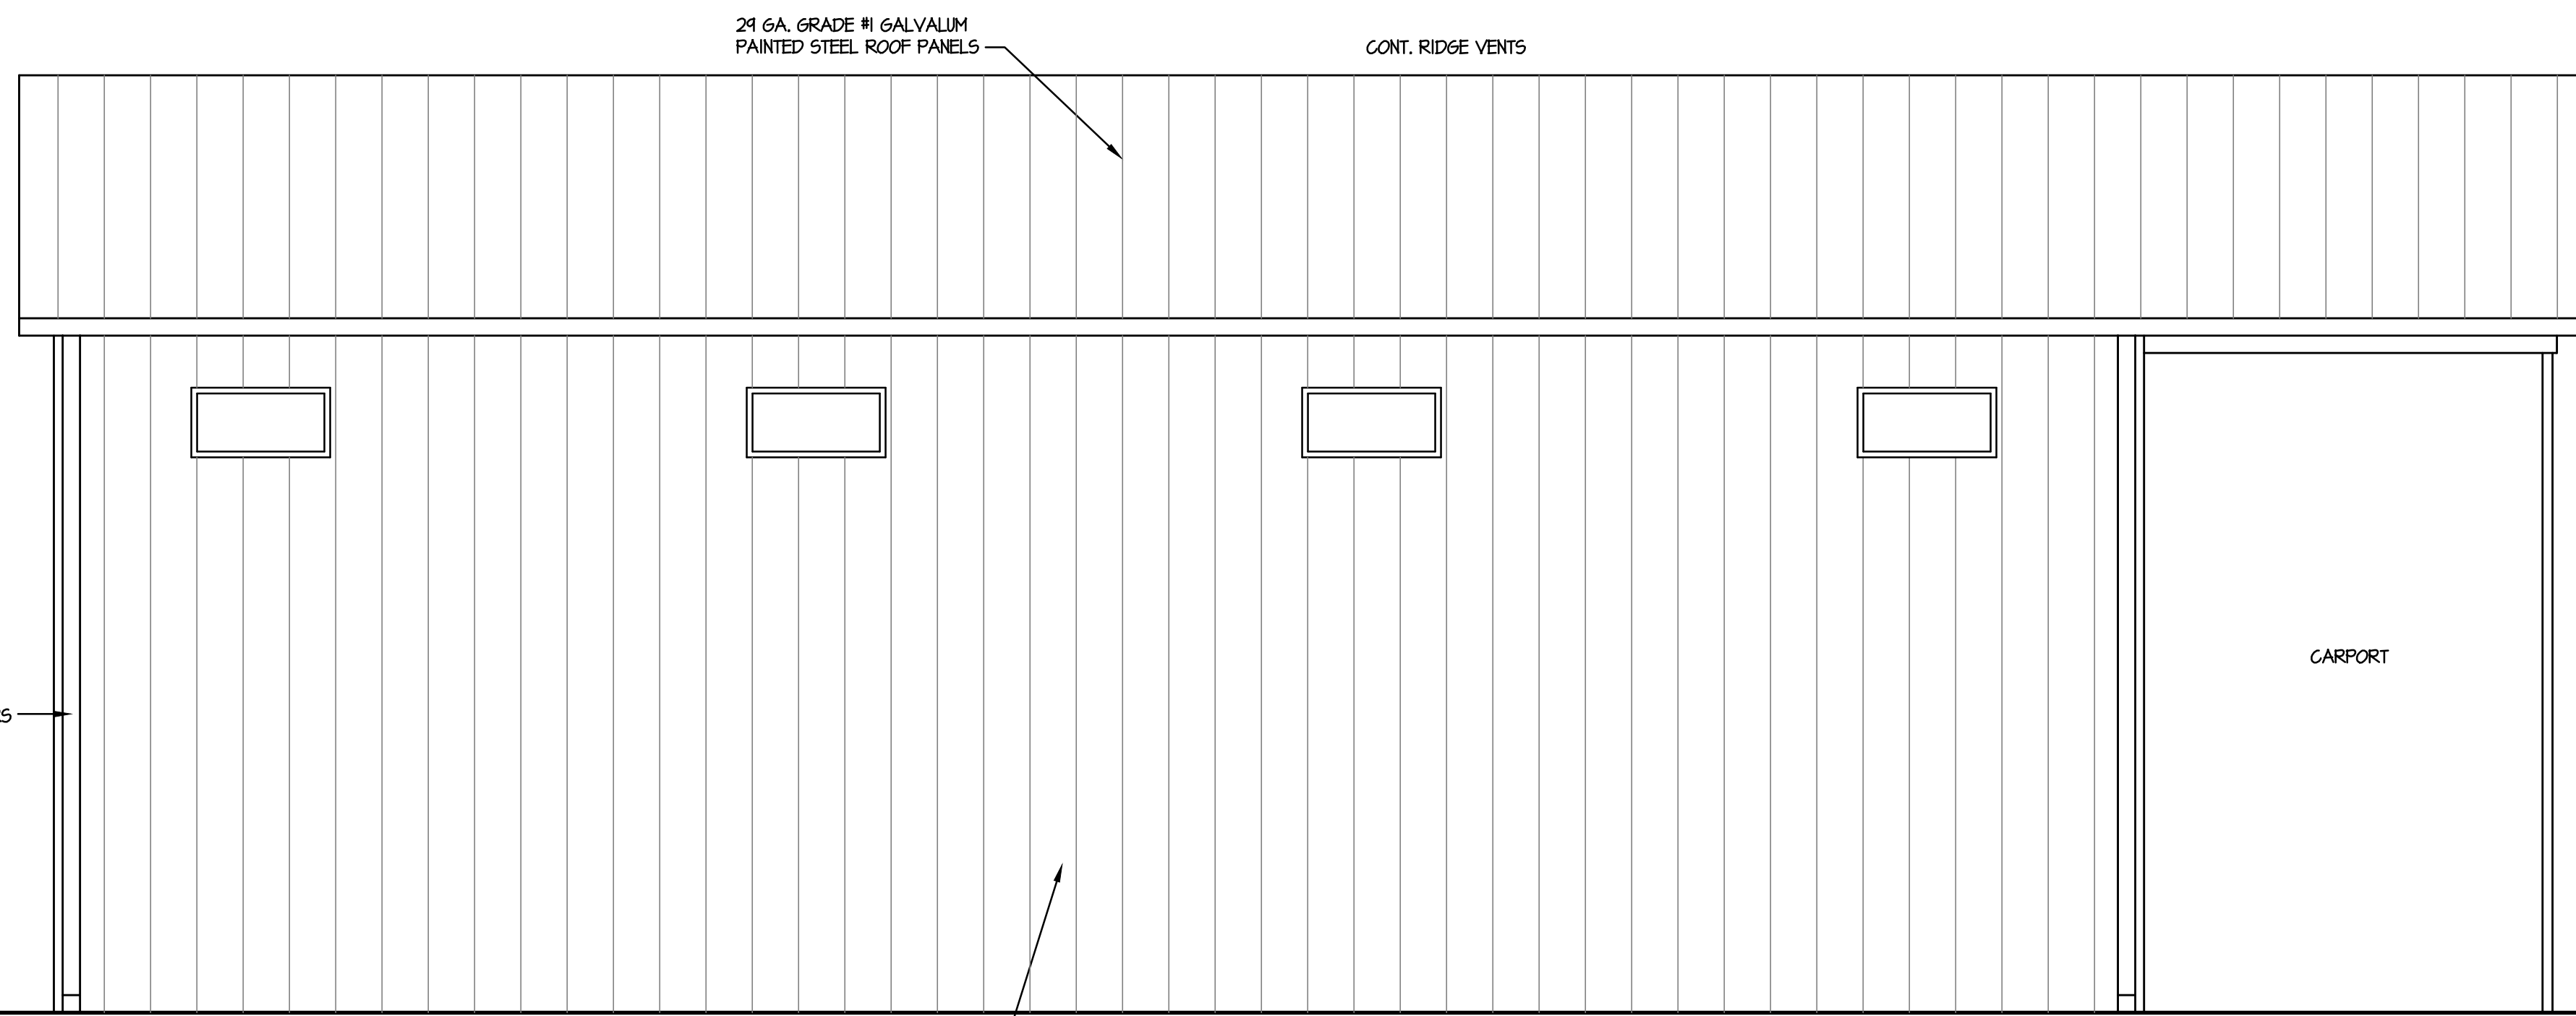 29 GA. GRADE #1 GALVALUM
PAINTED STEEL ROOF PANELS
CONT. RIDGE VENTS
CARPORT